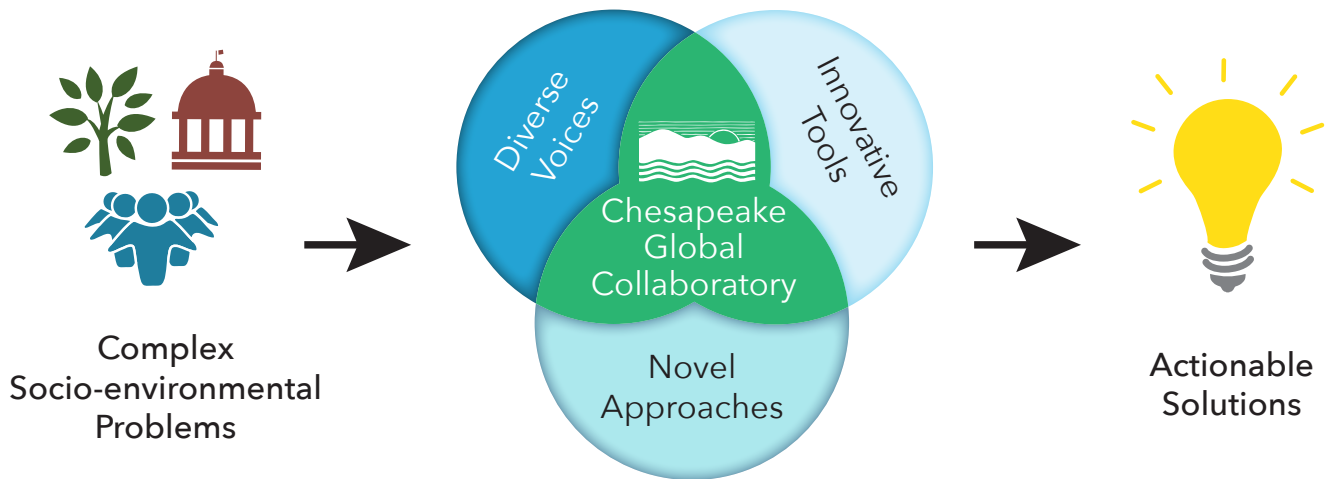 Complex
Socio-environmental
Problems
Diverse
Voices
Innovative
Tools
Chesapeake
Global
Collaboratory
Novel
Approaches
Actionable
Solutions